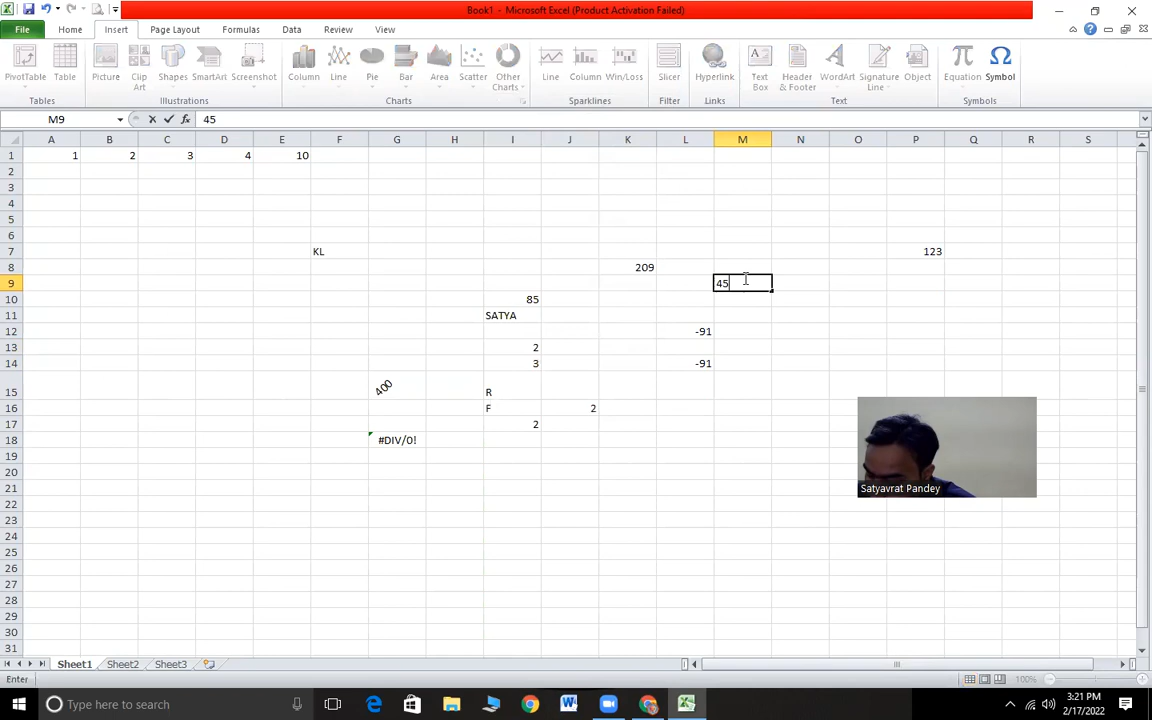 Book1 - Microsoft Excel (Product Activation Failed)
File Home Insert Page Layout Formulas Data Review View
PivotTable Table Picture Clip Art Shapes SmartArt Screenshot Column Line Pie Bar Area Scatter Other Charts Line Column Win/Loss Slicer Hyperlink Text Box Header & Footer WordArt Signature Line Object Equation Symbol
Tables Illustrations Charts Sparklines Filter Links Text Symbols
M9 fx 45
A B C D E F G H I J K L M N O P Q R S
1 1 2 3 4 10
2
3
4
5
6
7 KL 123
8 209
9 45
10 85
11 SATYA
12 -91
13 2
14 3 -91
15 400 R
16 F 2
17 2
18 #DIV/0!
19
20
21
22
23
24
25
26
27
28
29
30
31
Satyavrat Pandey
Sheet1 Sheet2 Sheet3
Enter 100%
Type here to search
3:21 PM
2/17/2022